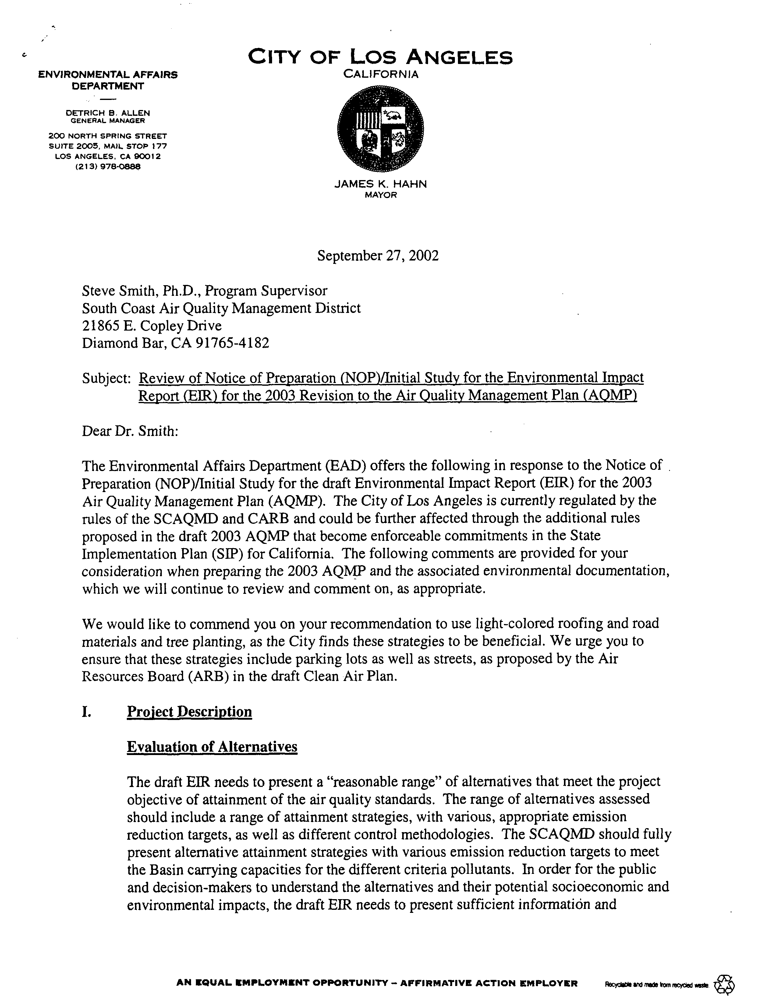 CITY OF LOS ANGELES
CALIFORNIA
ENVIRONMENTAL AFFAIRS
DEPARTMENT
DETRICH B. ALLEN
GENERAL MANAGER
200 NORTH SPRING STREET
SUITE 2005, MAIL STOP 177
LOS ANGELES, CA 90012
(213) 978-0888
JAMES K. HAHN
MAYOR
September 27, 2002
Steve Smith, Ph.D., Program Supervisor
South Coast Air Quality Management District
21865 E. Copley Drive
Diamond Bar, CA 91765-4182
Subject: Review of Notice of Preparation (NOP)/Initial Study for the Environmental Impact
Report (EIR) for the 2003 Revision to the Air Quality Management Plan (AQMP)
Dear Dr. Smith:
The Environmental Affairs Department (EAD) offers the following in response to the Notice of
Preparation (NOP)/Initial Study for the draft Environmental Impact Report (EIR) for the 2003
Air Quality Management Plan (AQMP). The City of Los Angeles is currently regulated by the
rules of the SCAQMD and CARB and could be further affected through the additional rules
proposed in the draft 2003 AQMP that become enforceable commitments in the State
Implementation Plan (SIP) for California. The following comments are provided for your
consideration when preparing the 2003 AQMP and the associated environmental documentation,
which we will continue to review and comment on, as appropriate.
We would like to commend you on your recommendation to use light-colored roofing and road
materials and tree planting, as the City finds these strategies to be beneficial. We urge you to
ensure that these strategies include parking lots as well as streets, as proposed by the Air
Resources Board (ARB) in the draft Clean Air Plan.
I. Project Description
Evaluation of Alternatives
The draft EIR needs to present a “reasonable range” of alternatives that meet the project
objective of attainment of the air quality standards. The range of alternatives assessed
should include a range of attainment strategies, with various, appropriate emission
reduction targets, as well as different control methodologies. The SCAQMD should fully
present alternative attainment strategies with various emission reduction targets to meet
the Basin carrying capacities for the different criteria pollutants. In order for the public
and decision-makers to understand the alternatives and their potential socioeconomic and
environmental impacts, the draft EIR needs to present sufficient information and
AN EQUAL EMPLOYMENT OPPORTUNITY – AFFIRMATIVE ACTION EMPLOYER
Recyclable and made from recycled waste.